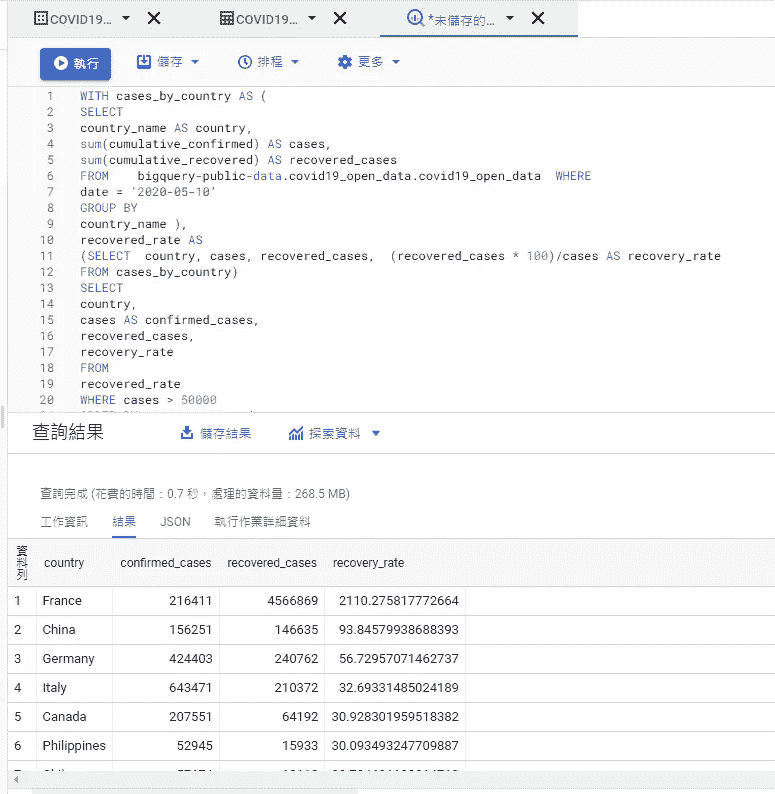 COVID19... COVID19... *未儲存的...
執行 儲存 排程 更多
1 WITH cases_by_country AS (
2 SELECT
3 country_name AS country,
4 sum(cumulative_confirmed) AS cases,
5 sum(cumulative_recovered) AS recovered_cases
6 FROM bigquery-public-data.covid19_open_data.covid19_open_data WHERE
7 date = '2020-05-10'
8 GROUP BY
9 country_name ),
10 recovered_rate AS
11 (SELECT country, cases, recovered_cases, (recovered_cases * 100)/cases AS recovery_rate
12 FROM cases_by_country)
13 SELECT
14 country,
15 cases AS confirmed_cases,
16 recovered_cases,
17 recovery_rate
18 FROM
19 recovered_rate
20 WHERE cases > 50000
查詢結果 儲存結果 探索資料
查詢完成 (花費的時間：0.7 秒，處理的資料量：268.5 MB)
工作資訊 結果 JSON 執行作業詳細資料
資料列 country confirmed_cases recovered_cases recovery_rate
1 France 216411 4566869 2110.275817772664
2 China 156251 146635 93.84579938688393
3 Germany 424403 240762 56.72957071462737
4 Italy 643471 210372 32.69331485024189
5 Canada 207551 64192 30.928301959518382
6 Philippines 52945 15933 30.093493247709887